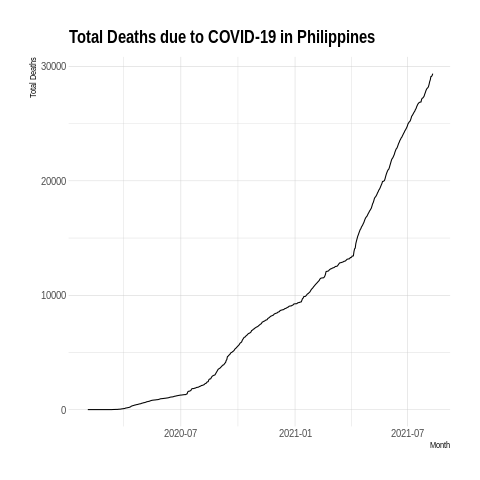 Total Deaths due to COVID-19 in Philippines
Total Deaths
30000
20000
10000
0
2020-07
2021-01
2021-07
Month